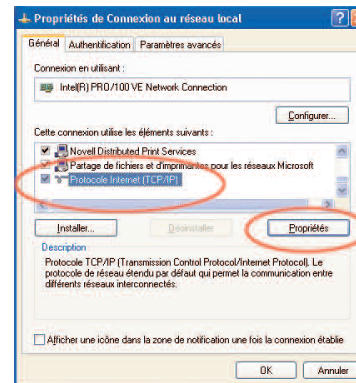 Propriétés de Connexion au réseau local
Général Authentification Paramètres avancés
Connexion en utilisant :
Intel(R) PRO/100 VE Network Connection
Configurer...
Cette connexion utilise les éléments suivants :
Novell Distributed Print Services
Partage de fichiers et d'imprimantes pour les réseaux Microsoft
Protocole Internet (TCP/IP)
Installer... Désinstaller Propriétés
Description
Protocole TCP/IP (Transmission Control Protocol/Internet Protocol). Le
protocole de réseau étendu par défaut qui permet la communication entre
différents réseaux interconnectés.
Afficher une icône dans la zone de notification une fois la connexion établie
OK Annuler